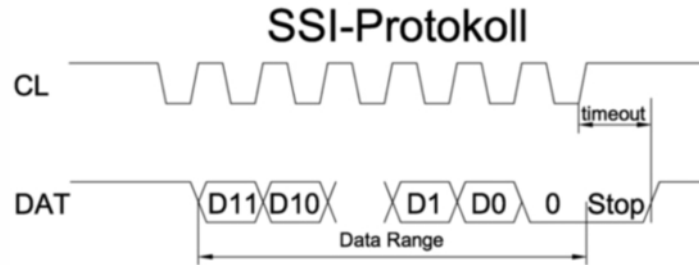 SSI-Protokoll
CL
timeout
DAT D11 D10 D1 D0 0 Stop
Data Range